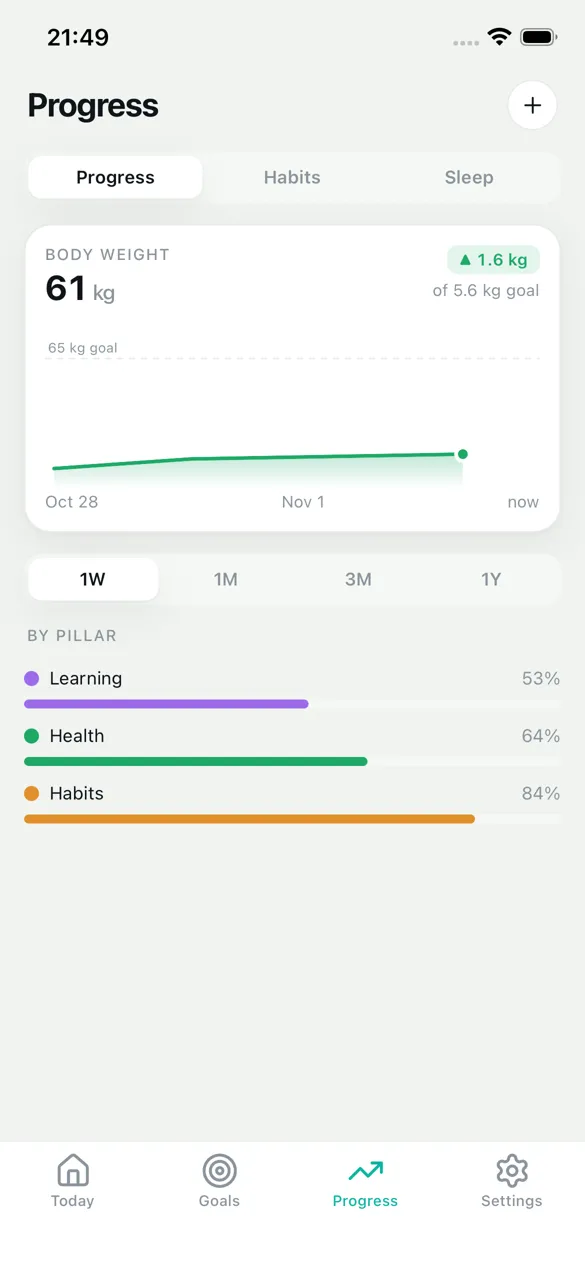 21:49
Progress
Progress Habits Sleep
BODY WEIGHT
▲ 1.6 kg
61 kg
of 5.6 kg goal
65 kg goal
Oct 28 Nov 1 now
1W 1M 3M 1Y
BY PILLAR
Learning 53%
Health 64%
Habits 84%
Today Goals Progress Settings